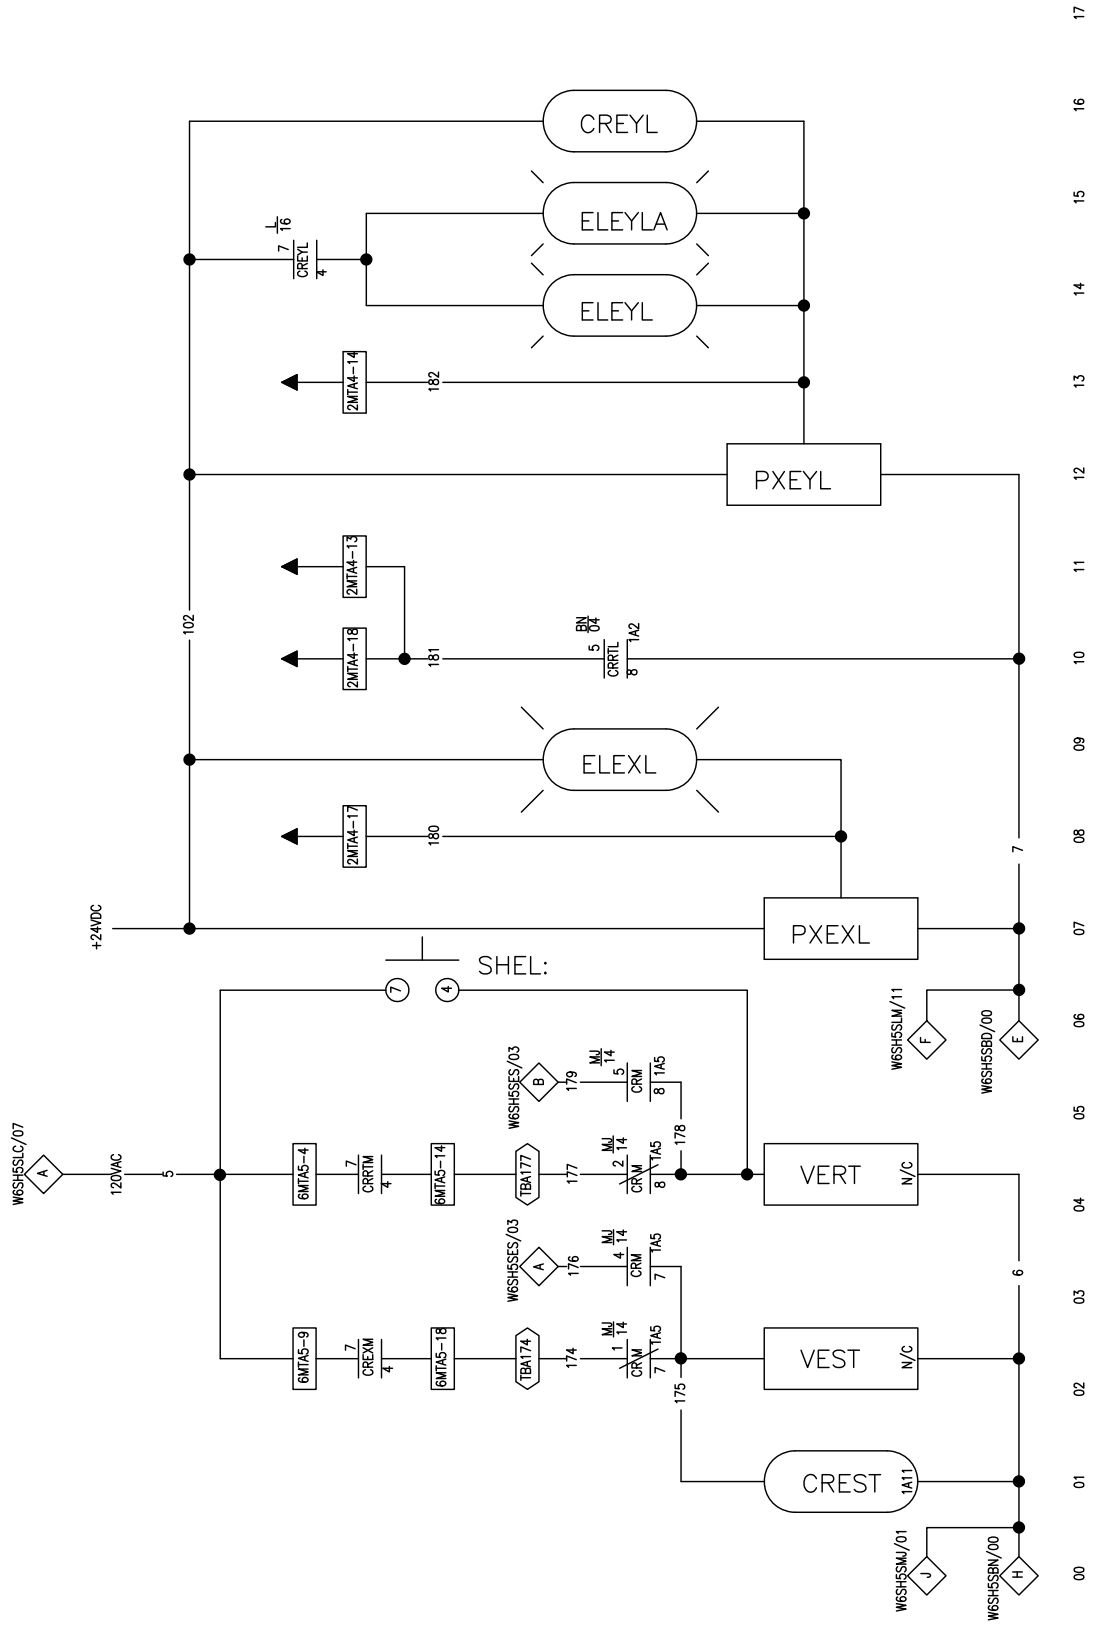 17
16
15
14
13
12
11
10
09
08
07
06
05
04
03
02
01
00
CREYL
L
16
7
CREYL
4
ELEYLA
ELEYL
2MTA4-14
182
PXEYL
102
2MTA4-13
2MTA4-18
181
BN
04
5
CRRTL
8
1A2
ELEXL
2MTA4-17
180
7
+24VDC
PXEXL
SHEL:
7
4
W6SH5SLM/11
F
W6SH5SBD/00
E
W6SH5SES/03
B
179
MJ
14
5
CRM
8
1A5
178
W6SH5SLC/07
A
120VAC
5
6MTA5-4
7
CRRTM
4
6MTA5-14
TBA177
177
MJ
14
2
CRM
8
1A5
VERT
N/C
W6SH5SES/03
A
176
MJ
14
4
CRM
7
1A5
6
6MTA5-9
7
CREXM
4
6MTA5-18
TBA174
174
MJ
14
1
CRM
7
1A5
175
VEST
N/C
CREST
1A11
W6SH5SMJ/01
J
W6SH5SBN/00
H